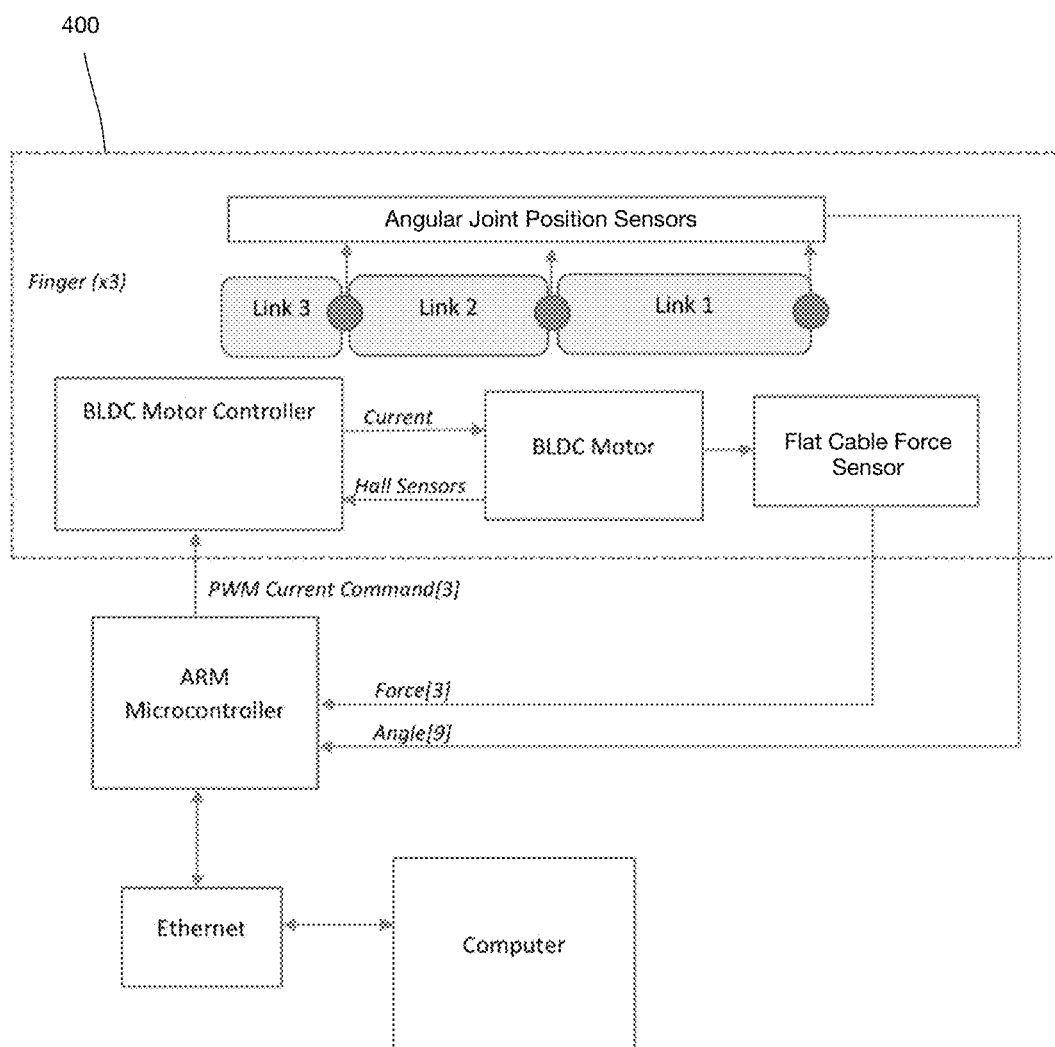 400
Angular Joint Position Sensors
Finger (x3)
Link 3
Link 2
Link 1
BLDC Motor Controller
Current
Hall Sensors
BLDC Motor
Flat Cable Force
Sensor
PWM Current Command[3]
ARM
Microcontroller
Force[3]
Angle[9]
Ethernet
Computer